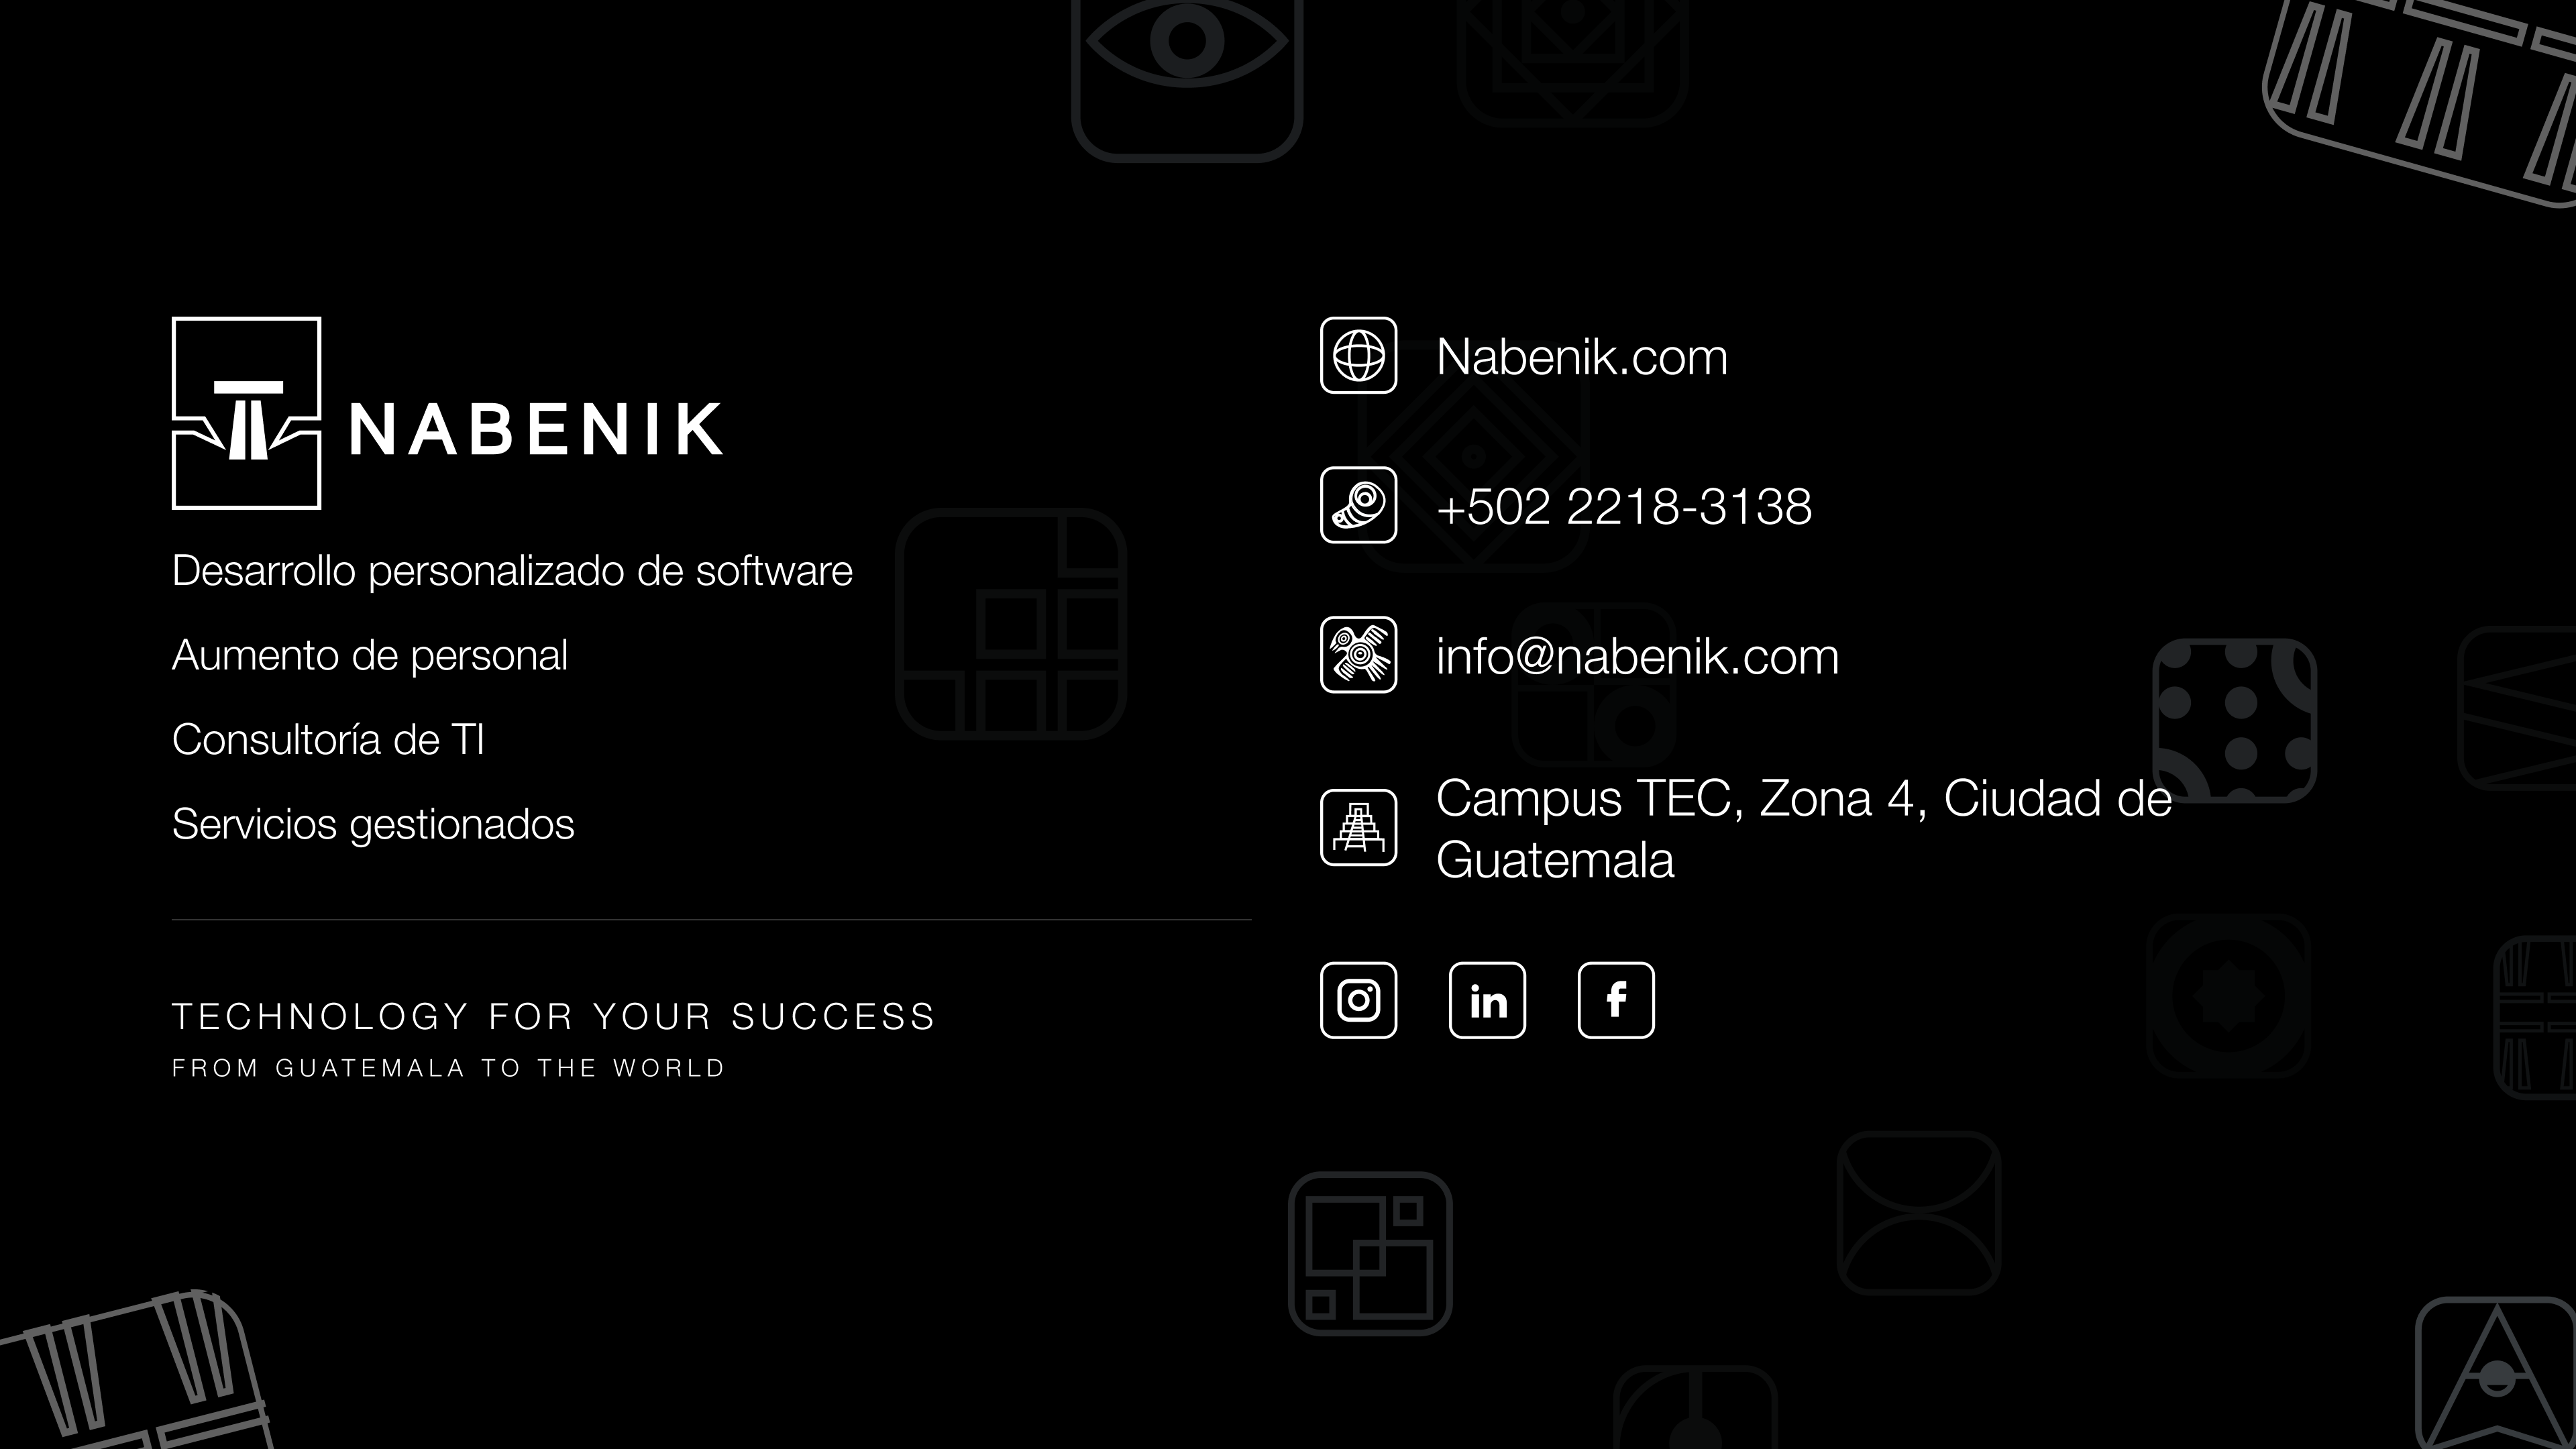 NABENIK
Desarrollo personalizado de software
Aumento de personal
Consultoría de TI
Servicios gestionados
TECHNOLOGY FOR YOUR SUCCESS
FROM GUATEMALA TO THE WORLD
Nabenik.com
+502 2218-3138
info@nabenik.com
Campus TEC, Zona 4, Ciudad de
Guatemala